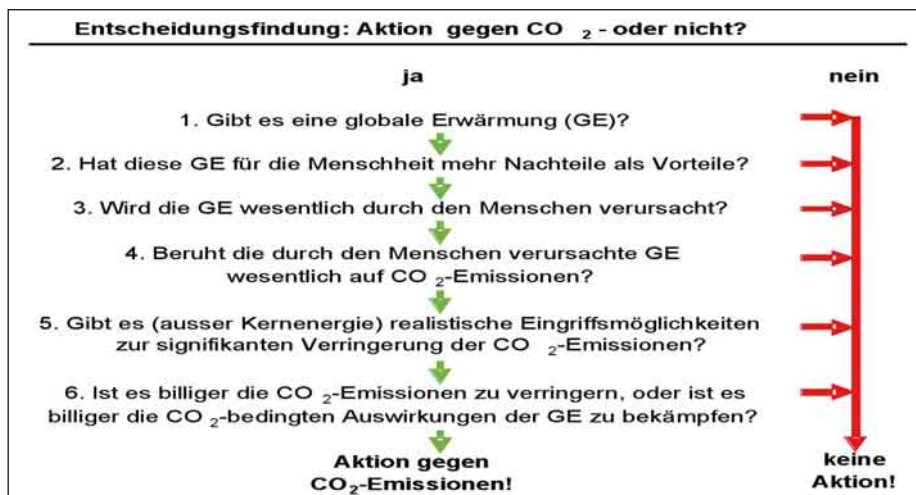 Entscheidungsfindung: Aktion gegen CO 2 - oder nicht?
ja nein
1. Gibt es eine globale Erwärmung (GE)?
2. Hat diese GE für die Menschheit mehr Nachteile als Vorteile?
3. Wird die GE wesentlich durch den Menschen verursacht?
4. Beruht die durch den Menschen verursachte GE
wesentlich auf CO 2-Emissionen?
5. Gibt es (ausser Kernenergie) realistische Eingriffsmöglichkeiten
zur signifikanten Verringerung der CO 2-Emissionen?
6. Ist es billiger die CO 2-Emissionen zu verringern, oder ist es
billiger die CO 2-bedingten Auswirkungen der GE zu bekämpfen?
Aktion gegen
CO2-Emissionen!
keine
Aktion!